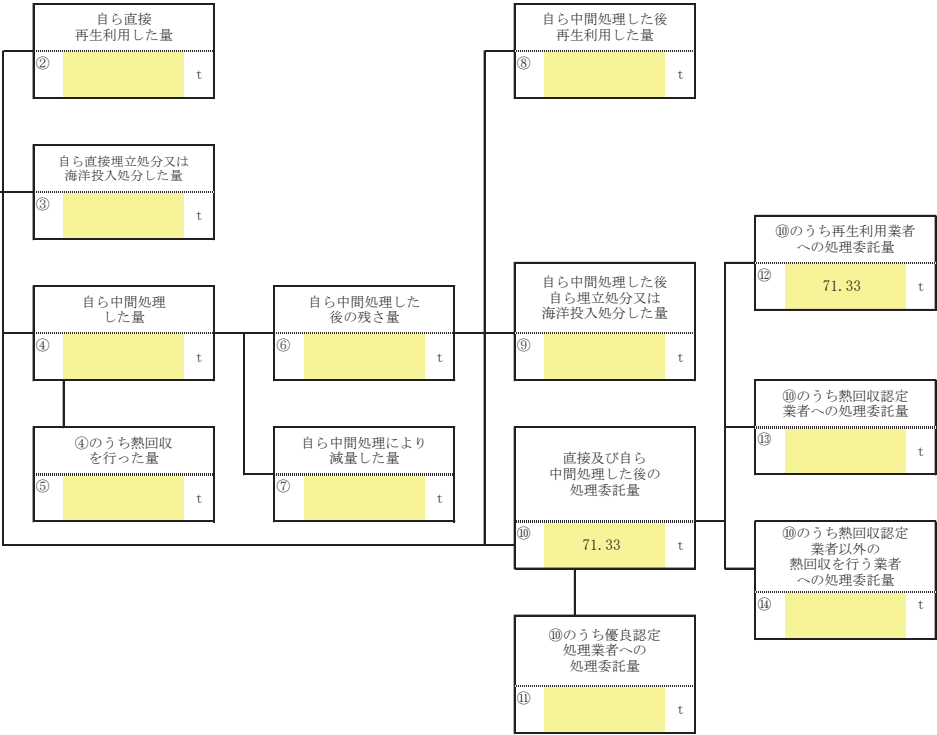 自ら直接
再生利用した量
②
t
自ら中間処理した後
再生利用した量
⑧
t
自ら直接埋立処分又は
海洋投入処分した量
③
t
⑩のうち再生利用業者
への処理委託量
⑫
71.33
t
自ら中間処理
した量
④
t
自ら中間処理した
後の残さ量
⑥
t
自ら中間処理した後
自ら埋立処分又は
海洋投入処分した量
⑨
t
⑩のうち熱回収認定
業者への処理委託量
⑬
t
④のうち熱回収
を行った量
⑤
t
自ら中間処理により
減量した量
⑦
t
直接及び自ら
中間処理した後の
処理委託量
⑩
71.33
t
⑩のうち熱回収認定
業者以外の
熱回収を行う業者
への処理委託量
⑭
t
⑩のうち優良認定
処理業者への
処理委託量
⑪
t